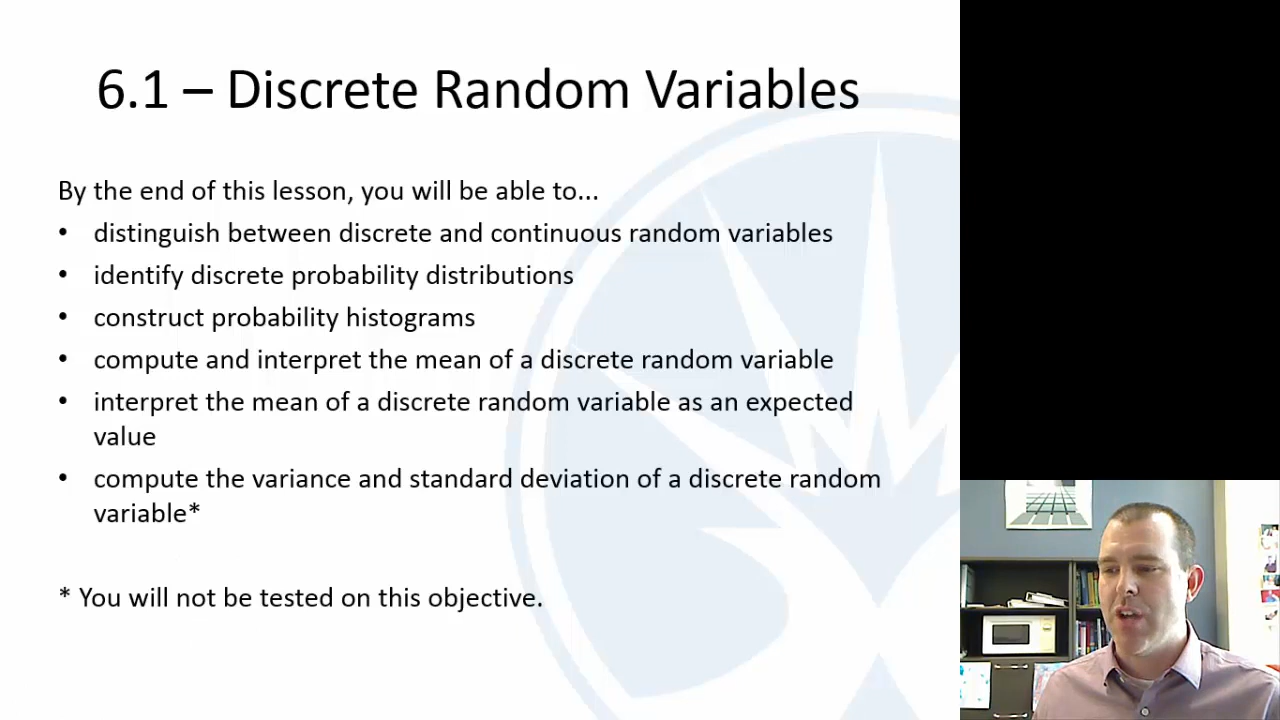 6.1 – Discrete Random Variables
By the end of this lesson, you will be able to...
• distinguish between discrete and continuous random variables
• identify discrete probability distributions
• construct probability histograms
• compute and interpret the mean of a discrete random variable
• interpret the mean of a discrete random variable as an expected
value
• compute the variance and standard deviation of a discrete random
variable*
* You will not be tested on this objective.